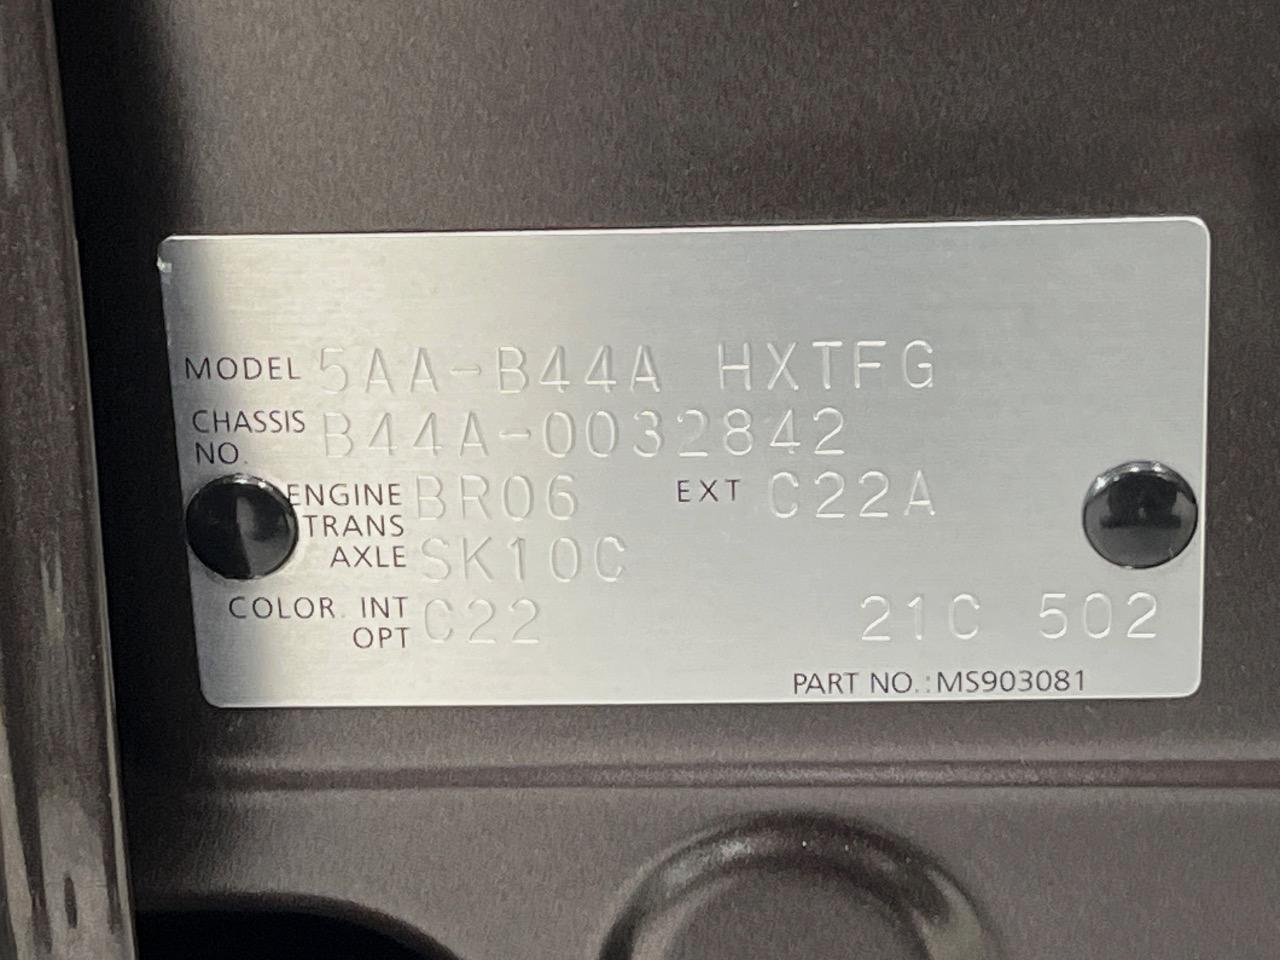 MODEL 5AA-B44A HXTFG
CHASSIS NO. B44A-0032842
ENGINE BR06 EXT C22A
TRANS AXLE SK10C
COLOR. INT OPT C22 21C 502
PART NO.:MS903081